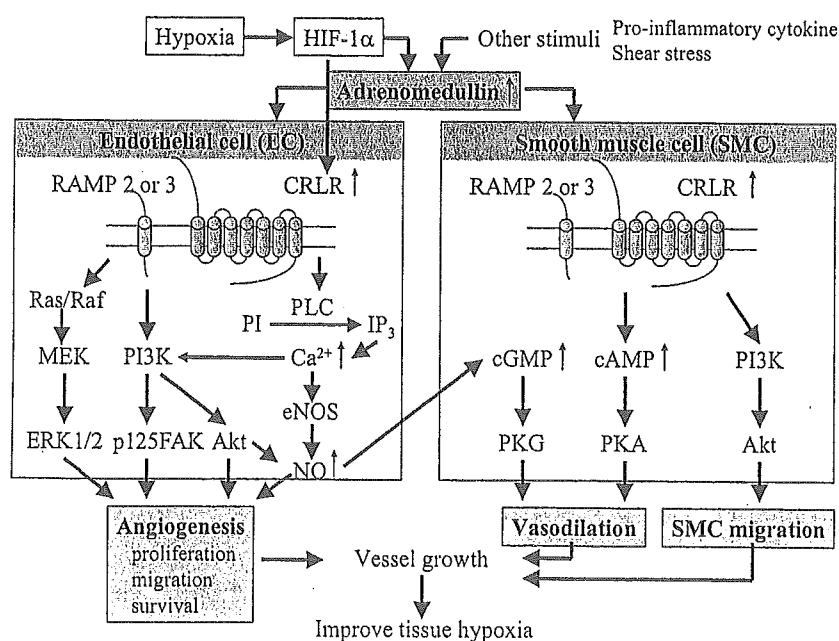 Hypoxia
HIF-1α
Other stimuli
Pro-inflammatory cytokine
Shear stress
Adrenomedullin ↑
Endothelial cell (EC)
RAMP 2 or 3
CRLR ↑
Ras/Raf
PLC
PI
IP₃
MEK
PI3K
Ca²⁺ ↑
eNOS
ERK1/2
p125FAK
Akt
NO ↑
Smooth muscle cell (SMC)
RAMP 2 or 3
CRLR ↑
cGMP ↑
cAMP ↑
PI3K
PKG
PKA
Akt
Angiogenesis
proliferation
migration
survival
Vasodilation
SMC migration
Vessel growth
Improve tissue hypoxia